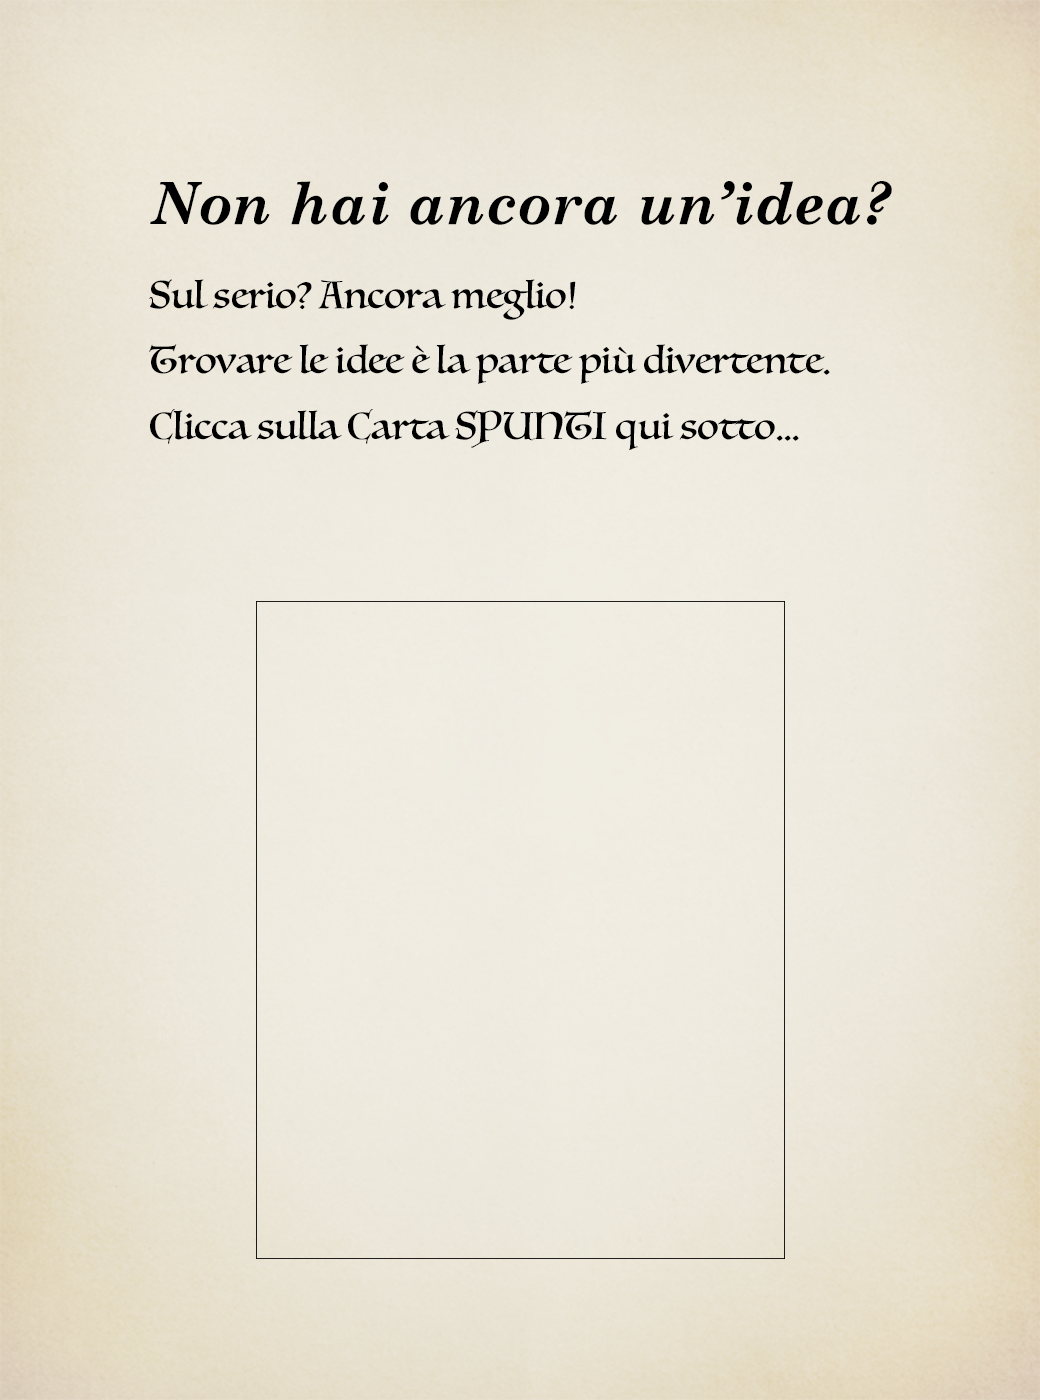 Non hai ancora un’idea?
Sul serio? Ancora meglio!
Trovare le idee è la parte più divertente.
Clicca sulla Carta SPUNTI qui sotto...